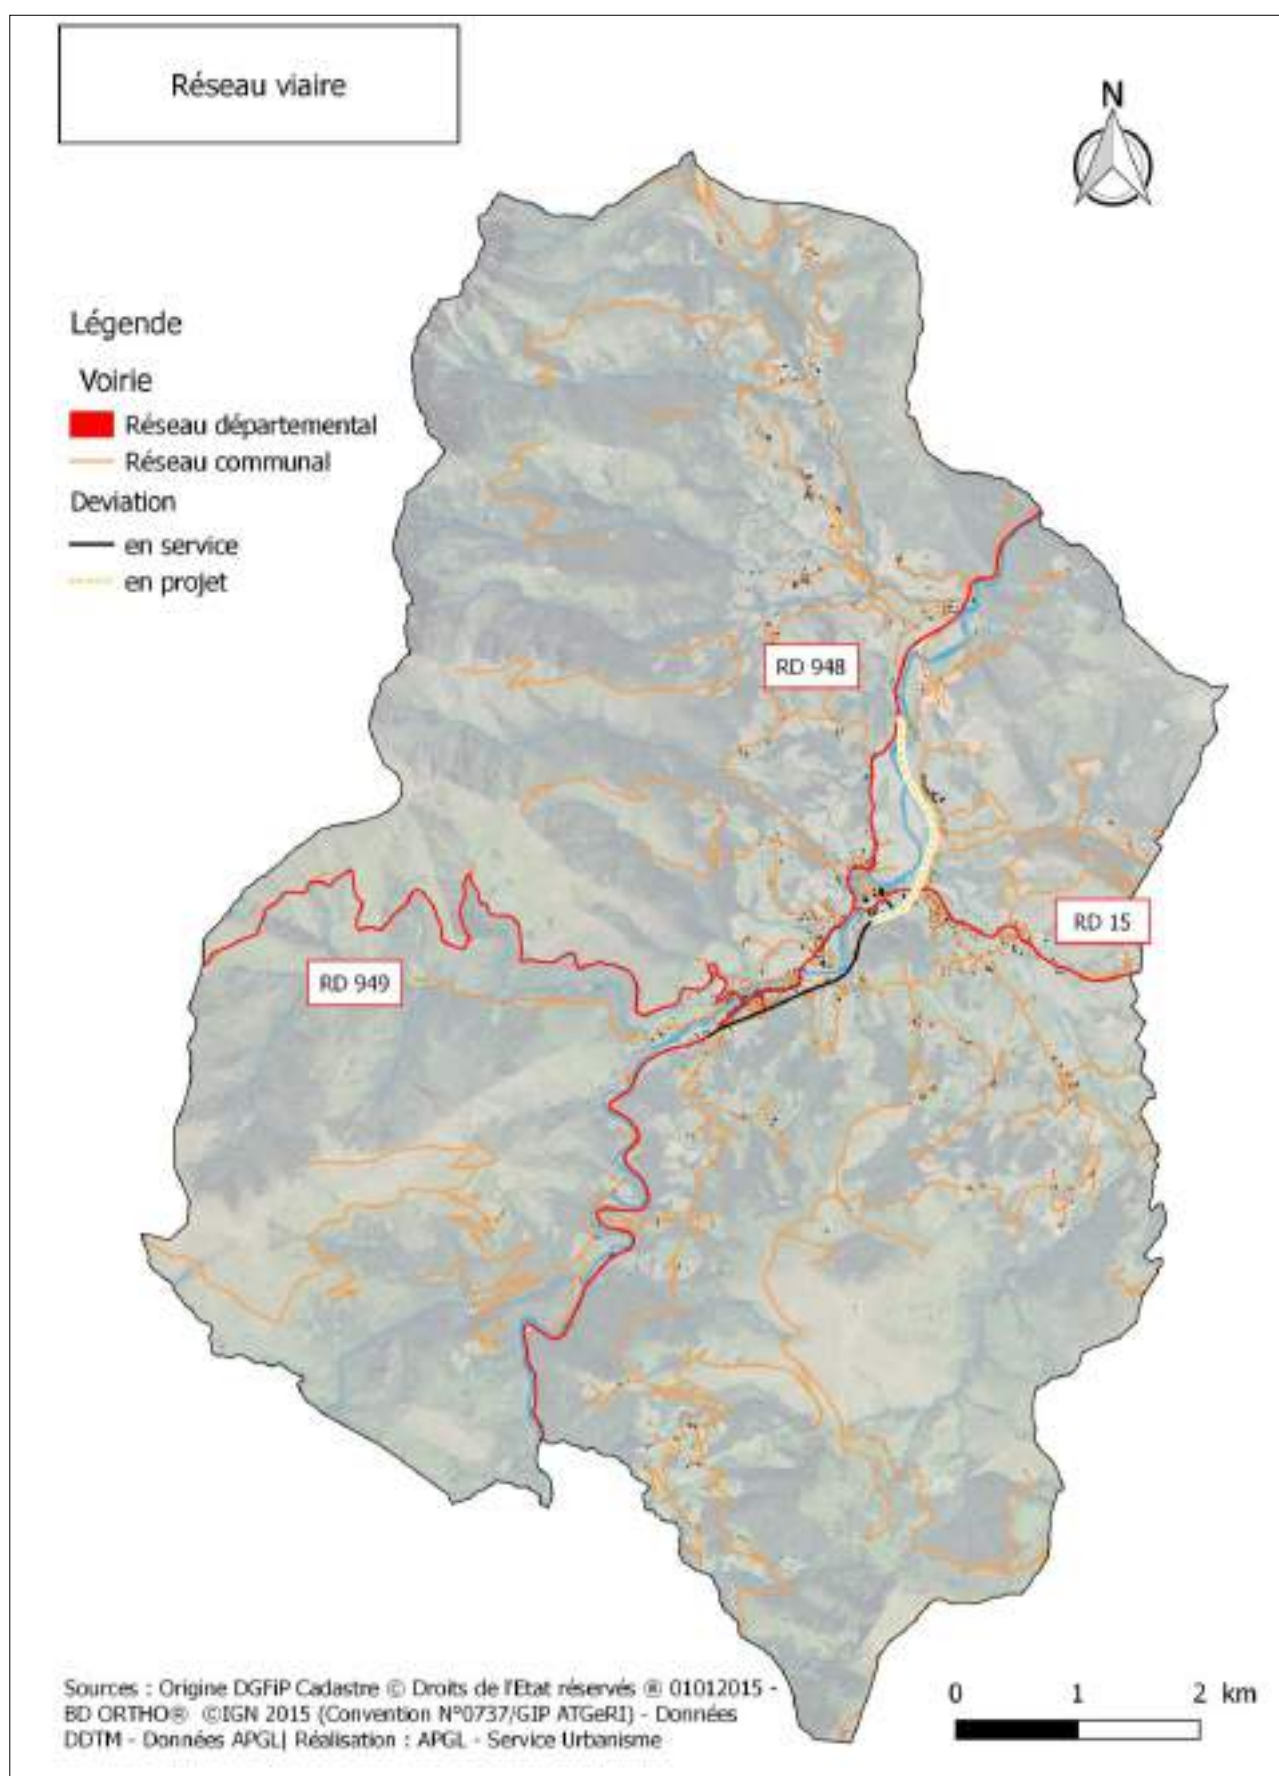 Réseau viaire
N
Légende
Voirie
Réseau départemental
Réseau communal
Deviation
en service
en projet
RD 948
RD 15
RD 949
Sources : Origine DGFiP Cadastre © Droits de l'Etat réservés ® 01012015 -
BD ORTHO® ©IGN 2015 (Convention N°0737/GIP ATGeRI) - Données
DDTM - Données APGL| Réalisation : APGL - Service Urbanisme
0 1 2 km